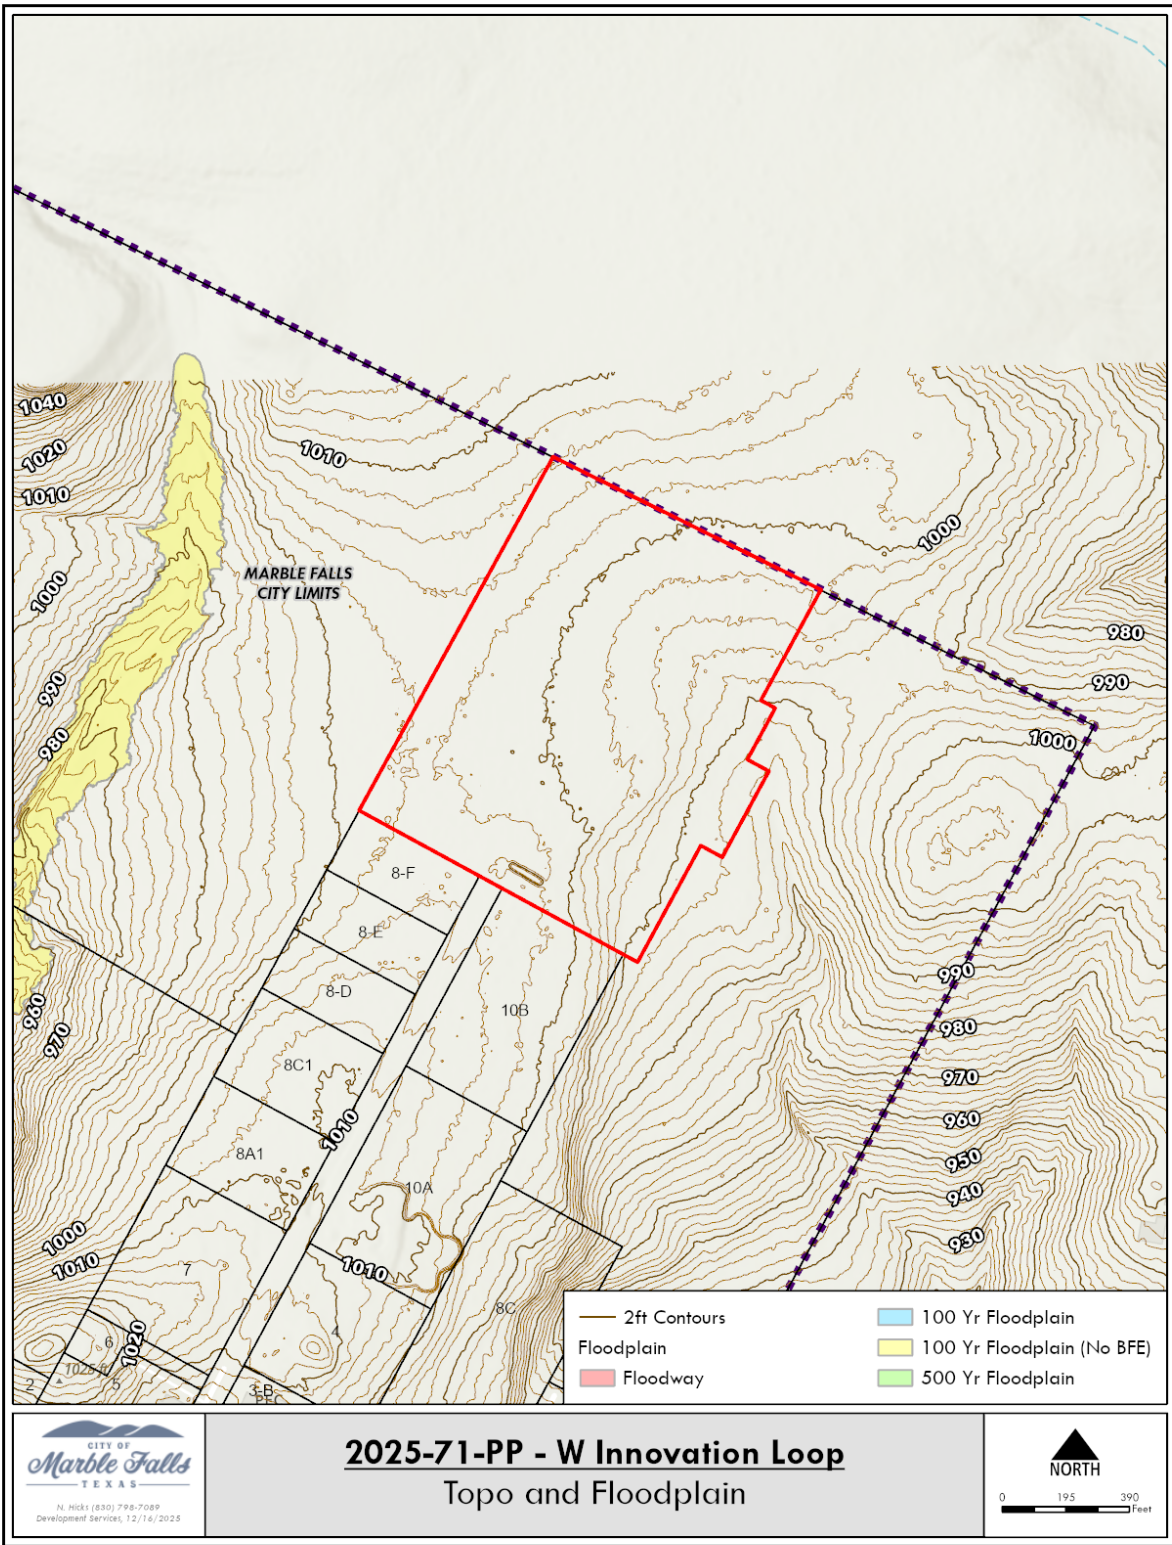 1040
1020
1010
1010
1000
1000
MARBLE FALLS
CITY LIMITS
980
990
990
980
1000
8-F
8-E
8-D
10B
990
960
970
980
8C1
970
1010
960
8A1
950
10A
940
1000
930
1010
7
1010
8C
4
6
1020
1025 ft
2
5
3-B
2ft Contours
Floodplain
Floodway
100 Yr Floodplain
100 Yr Floodplain (No BFE)
500 Yr Floodplain
CITY OF
Marble Falls
TEXAS
N. Hicks (830) 798-7089
Development Services, 12/16/2025
2025-71-PP - W Innovation Loop
Topo and Floodplain
NORTH
0 195 390
Feet